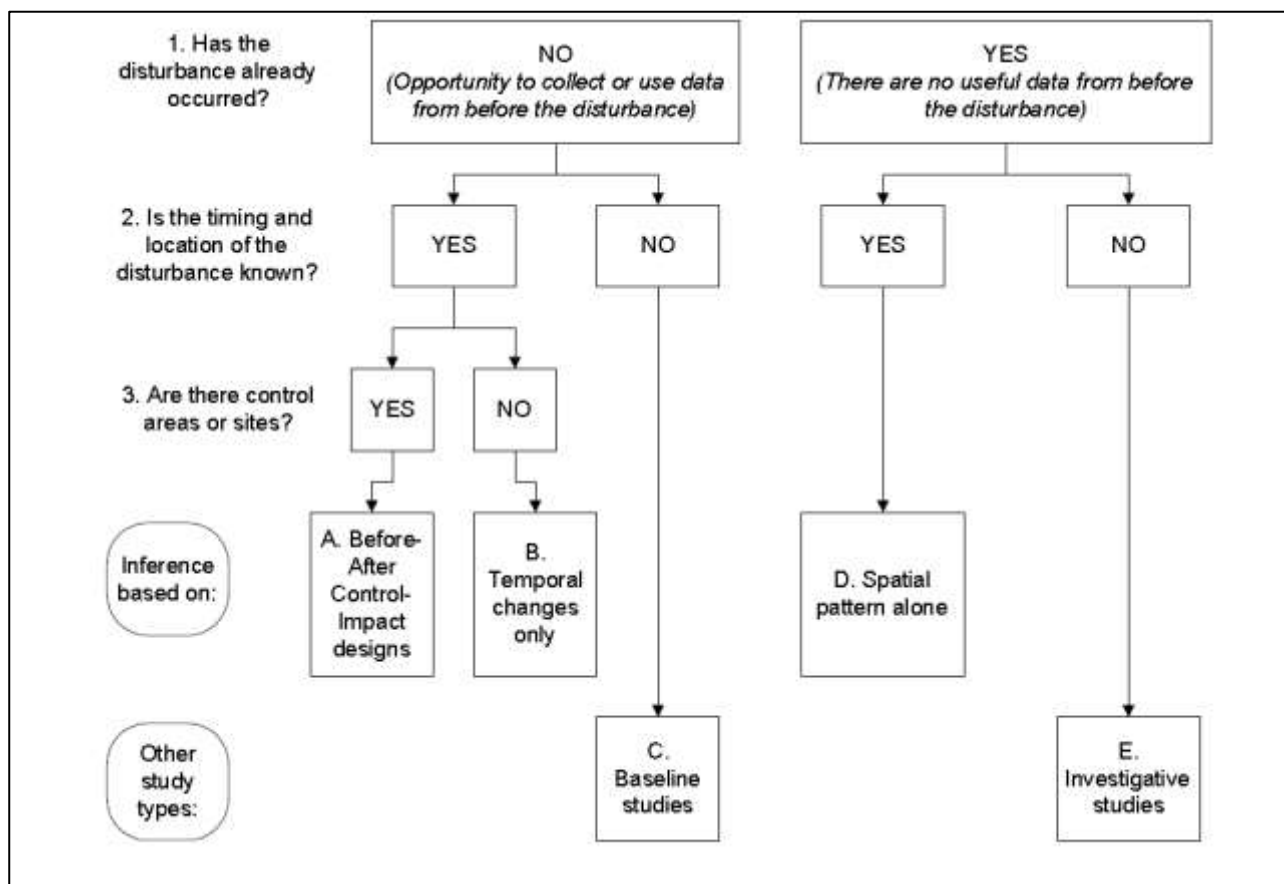 1. Has the
disturbance already
occurred?
NO
(Opportunity to collect or use data
from before the disturbance)
YES
(There are no useful data from before
the disturbance)
2. Is the timing and
location of the
disturbance known?
YES
NO
YES
NO
3. Are there control
areas or sites?
YES
NO
Inference
based on:
A. Before-
After
Control-
Impact
designs
B.
Temporal
changes
only
D. Spatial
pattern alone
Other
study
types:
C.
Baseline
studies
E.
Investigative
studies